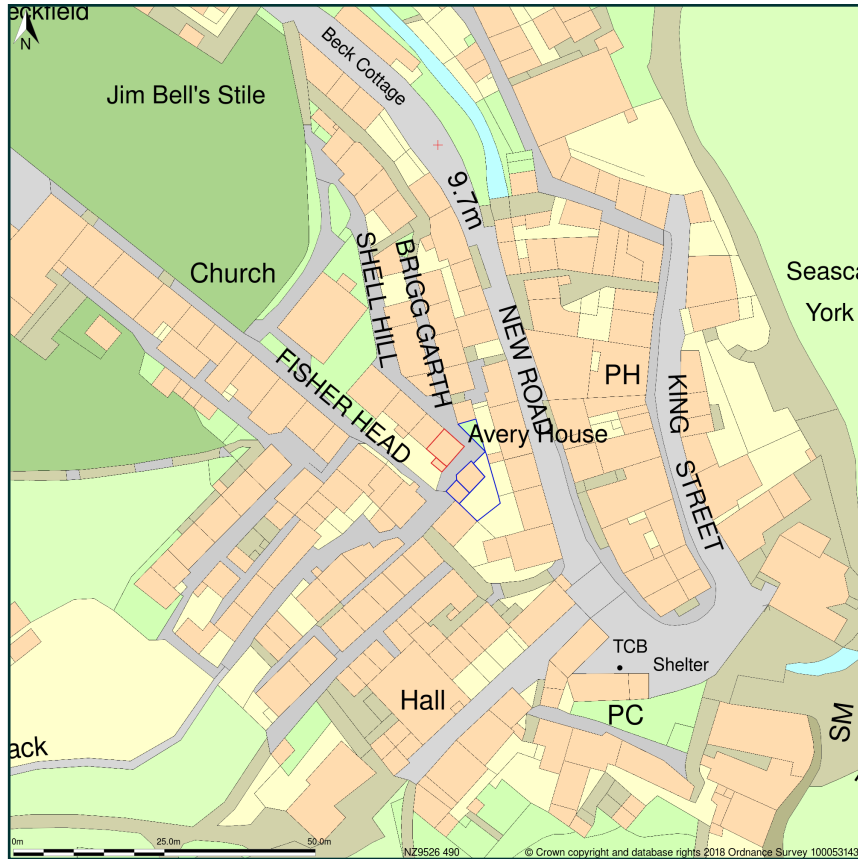 eckfield
N
Beck Cottage
Jim Bell's Stile
9.7m
Church
SHELL HILL
BRIGG GARTH
NEW ROAD
Seasca
York
PH
KING STREET
FISHER HEAD
Avery House
TCB
Shelter
Hall
PC
SM
ack
0m
25.0m
50.0m
NZ9526 490
© Crown copyright and database rights 2018 Ordnance Survey 100053143